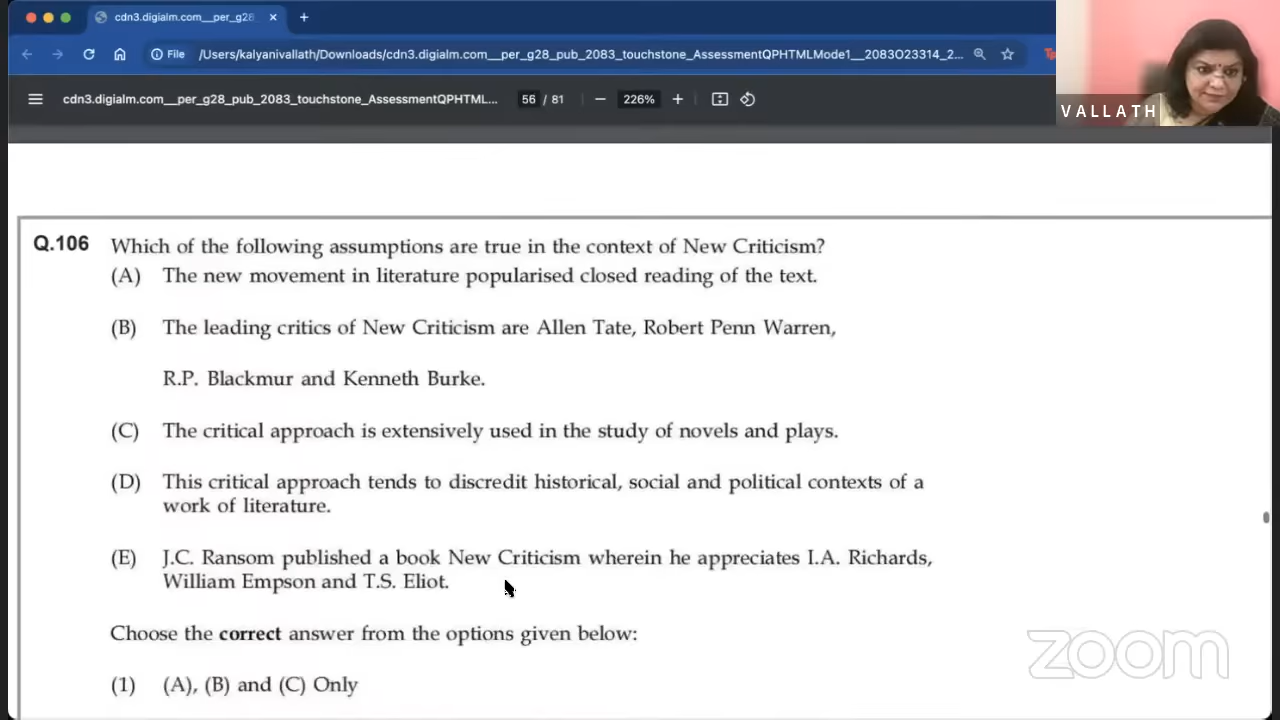 cdn3.digialm.com__per_g28
File /Users/kalyanivallath/Downloads/cdn3.digialm.com__per_g28_pub_2083_touchstone_AssessmentQPHTMLMode1__2083O23314_2...
cdn3.digialm.com__per_g28_pub_2083_touchstone_AssessmentQPHTML... 56 / 81 226%
VALLATH
Q.106 Which of the following assumptions are true in the context of New Criticism?
(A) The new movement in literature popularised closed reading of the text.
(B) The leading critics of New Criticism are Allen Tate, Robert Penn Warren,
R.P. Blackmur and Kenneth Burke.
(C) The critical approach is extensively used in the study of novels and plays.
(D) This critical approach tends to discredit historical, social and political contexts of a
work of literature.
(E) J.C. Ransom published a book New Criticism wherein he appreciates I.A. Richards,
William Empson and T.S. Eliot.
Choose the correct answer from the options given below:
zoom
(1) (A), (B) and (C) Only